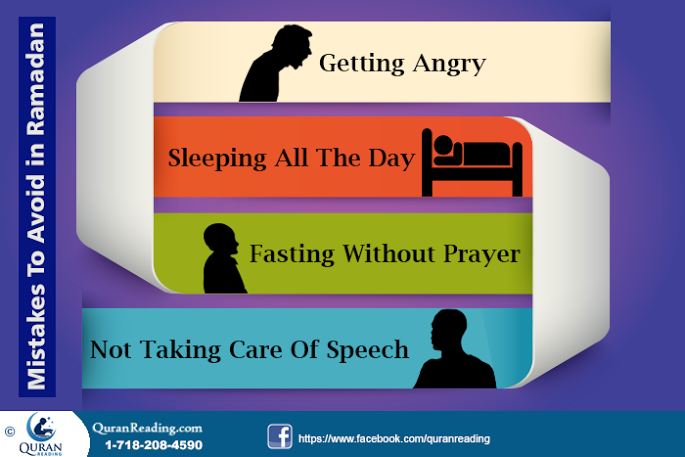 Mistakes To Avoid in Ramadan
Getting Angry
Sleeping All The Day
Fasting Without Prayer
Not Taking Care Of Speech
©
QURAN
READING
QuranReading.com
1-718-208-4590
f
https://www.facebook.com/quranreading